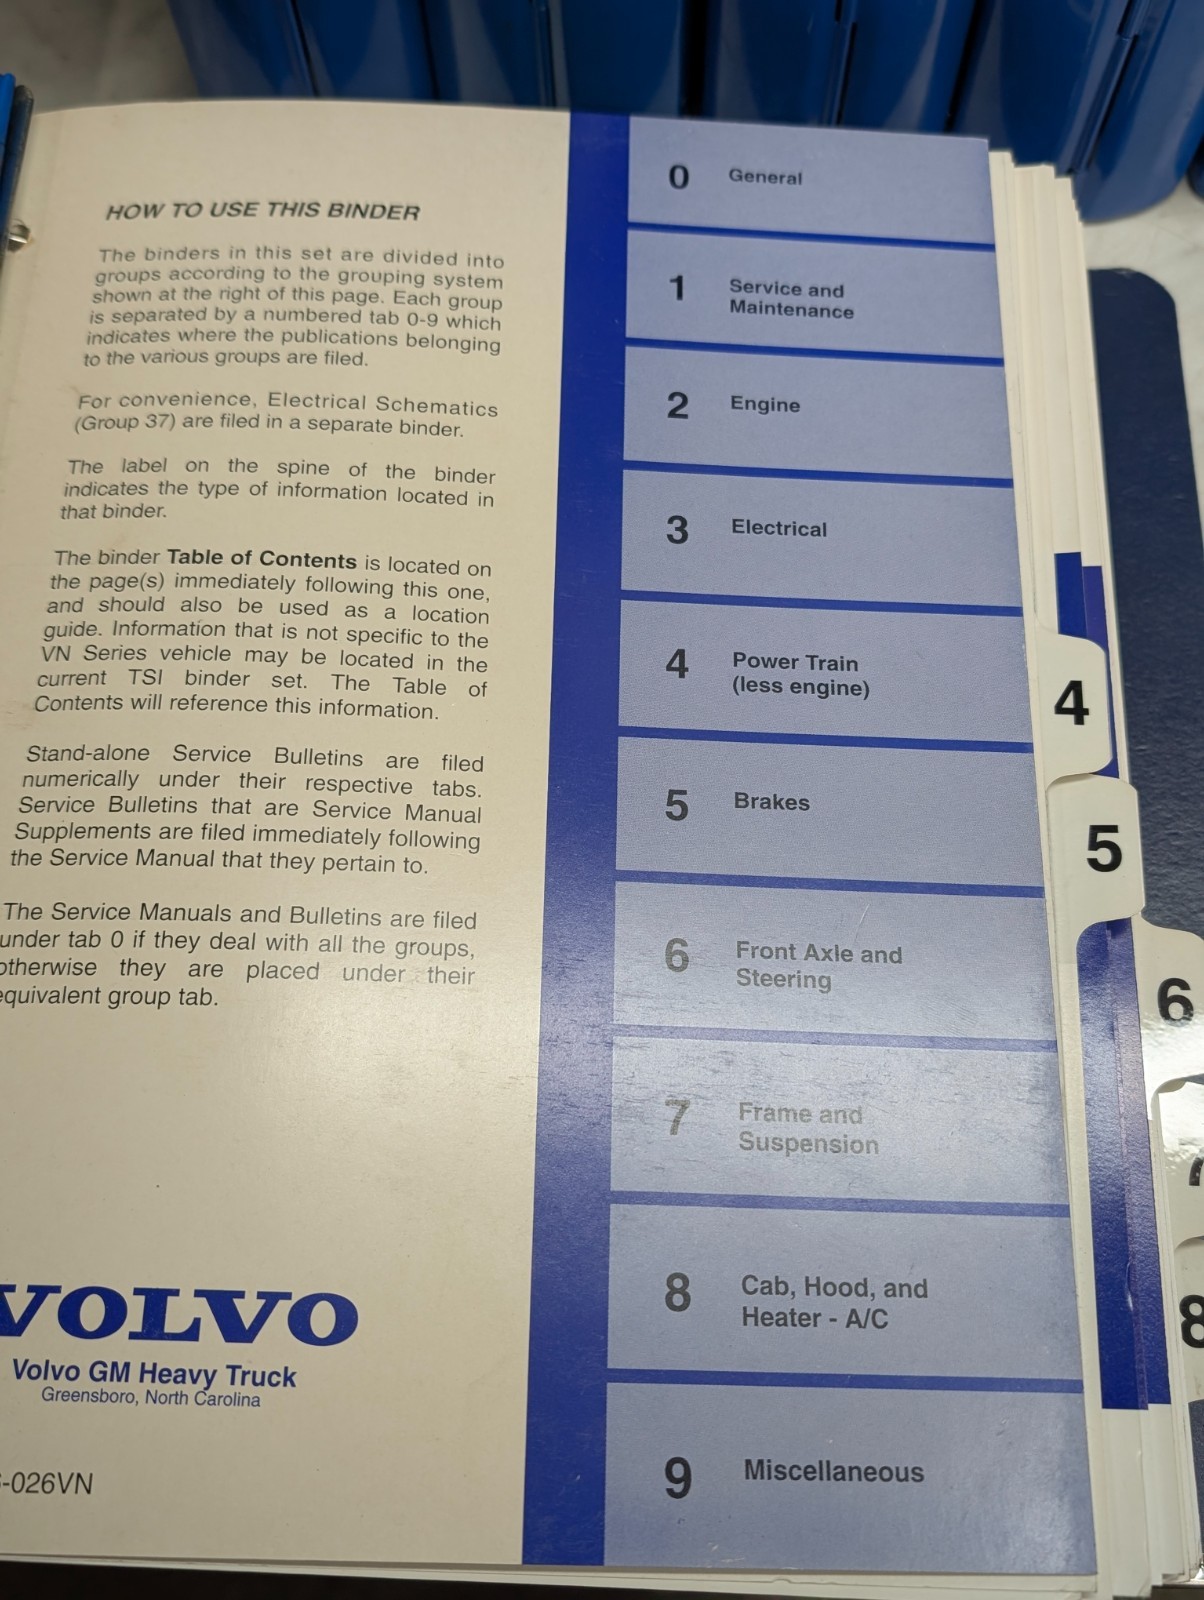 HOW TO USE THIS BINDER
The binders in this set are divided into
groups according to the grouping system
shown at the right of this page. Each group
is separated by a numbered tab 0-9 which
indicates where the publications belonging
to the various groups are filed.
For convenience, Electrical Schematics
(Group 37) are filed in a separate binder.
The label on the spine of the binder
indicates the type of information located in
that binder.
The binder Table of Contents is located on
the page(s) immediately following this one,
and should also be used as a location
guide. Information that is not specific to the
VN Series vehicle may be located in the
current TSI binder set. The Table of
Contents will reference this information.
Stand-alone Service Bulletins are filed
numerically under their respective tabs.
Service Bulletins that are Service Manual
Supplements are filed immediately following
the Service Manual that they pertain to.
The Service Manuals and Bulletins are filed
under tab 0 if they deal with all the groups,
otherwise they are placed under their
equivalent group tab.
VOLVO
Volvo GM Heavy Truck
Greensboro, North Carolina
-026VN
0 General
1 Service and
Maintenance
2 Engine
3 Electrical
4 Power Train
(less engine)
5 Brakes
6 Front Axle and
Steering
7 Frame and
Suspension
8 Cab, Hood, and
Heater - A/C
9 Miscellaneous
4
5
6
8